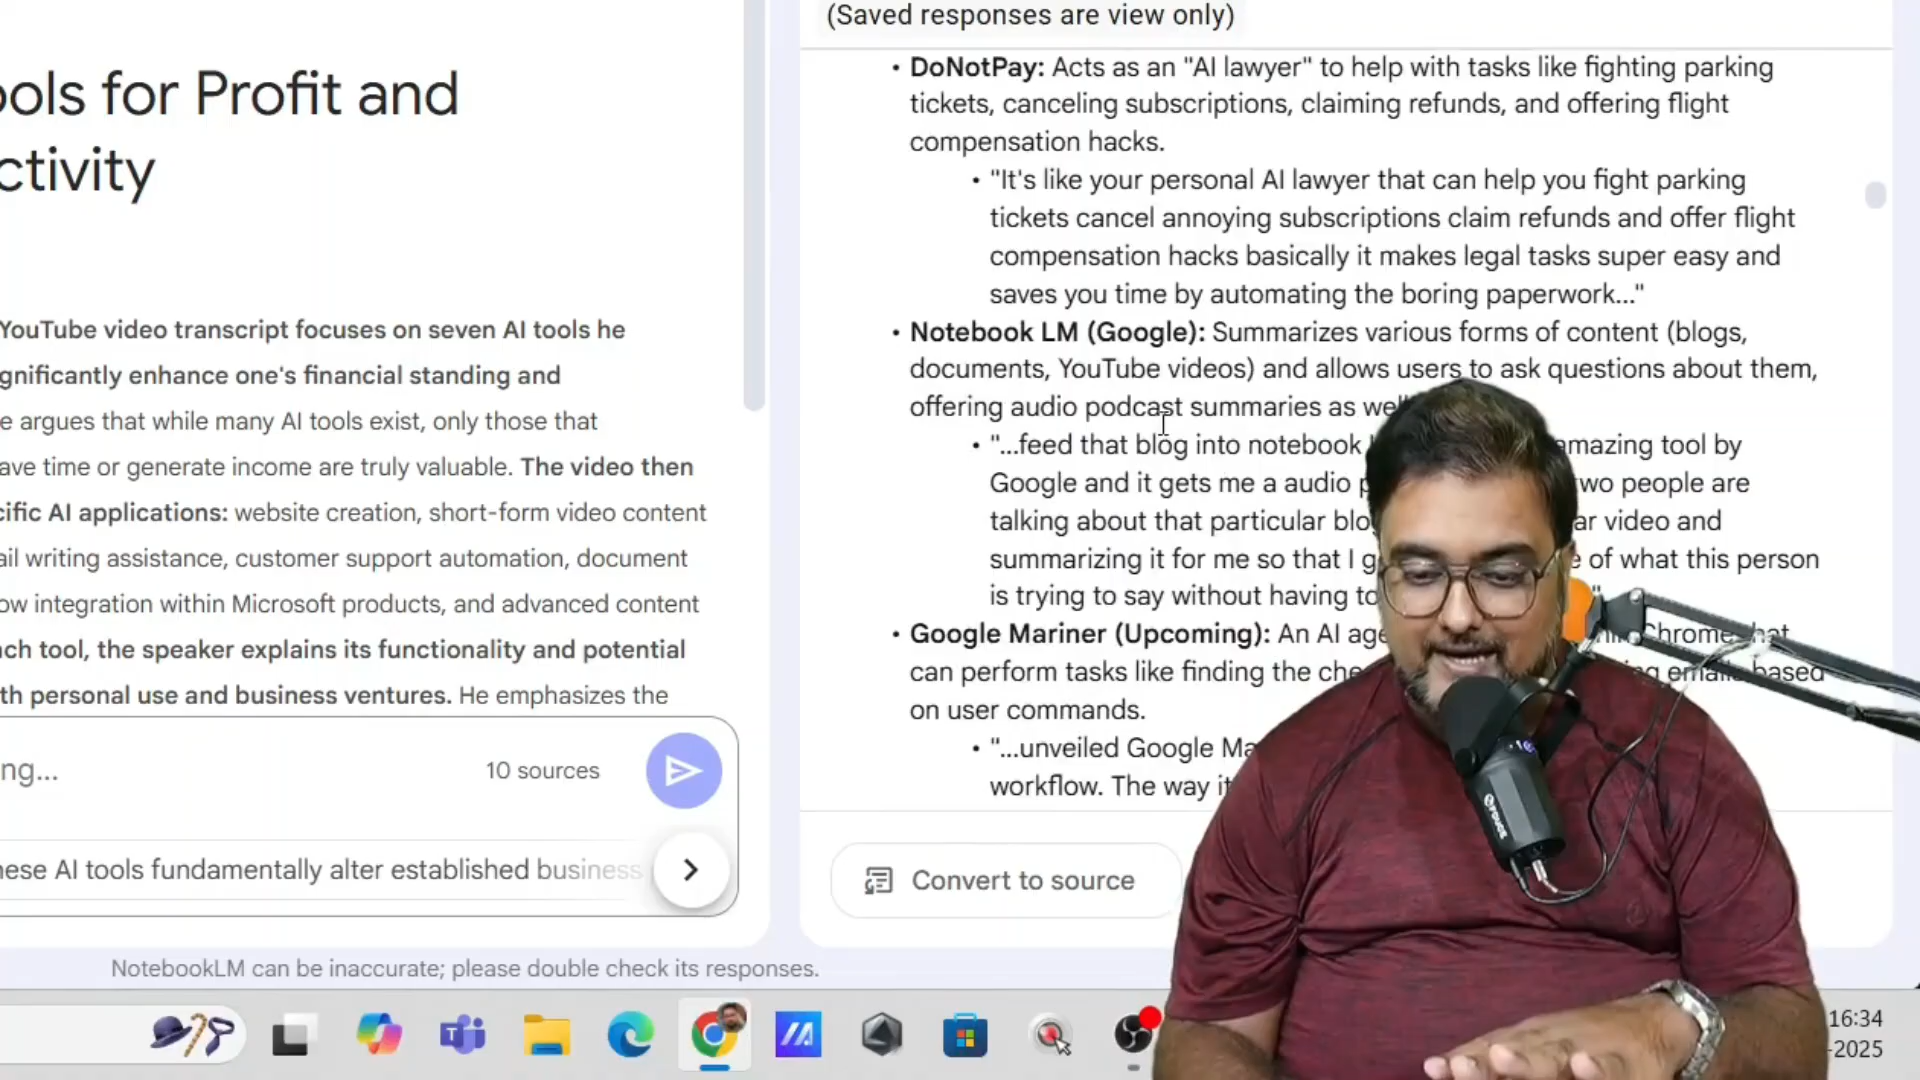 ools for Profit and
ctivity
YouTube video transcript focuses on seven AI tools he
gnificantly enhance one's financial standing and
e argues that while many AI tools exist, only those that
ave time or generate income are truly valuable. The video then
cific AI applications: website creation, short-form video content
ail writing assistance, customer support automation, document
ow integration within Microsoft products, and advanced content
ach tool, the speaker explains its functionality and potential
th personal use and business ventures. He emphasizes the
ng...
10 sources
hese AI tools fundamentally alter established business
NotebookLM can be inaccurate; please double check its responses.
(Saved responses are view only)
• DoNotPay: Acts as an "AI lawyer" to help with tasks like fighting parking
tickets, canceling subscriptions, claiming refunds, and offering flight
compensation hacks.
• "It's like your personal AI lawyer that can help you fight parking
tickets cancel annoying subscriptions claim refunds and offer flight
compensation hacks basically it makes legal tasks super easy and
saves you time by automating the boring paperwork..."
• Notebook LM (Google): Summarizes various forms of content (blogs,
documents, YouTube videos) and allows users to ask questions about them,
offering audio podcast summaries as wel
• "...feed that blog into notebook mazing tool by
Google and it gets me a audio p two people are
talking about that particular blo ar video and
summarizing it for me so that I g e of what this person
is trying to say without having to
• Google Mariner (Upcoming): An AI age Chrome that
can perform tasks like finding the che ng emails based
on user commands.
• "...unveiled Google Ma
workflow. The way it
Convert to source
16:34
-2025